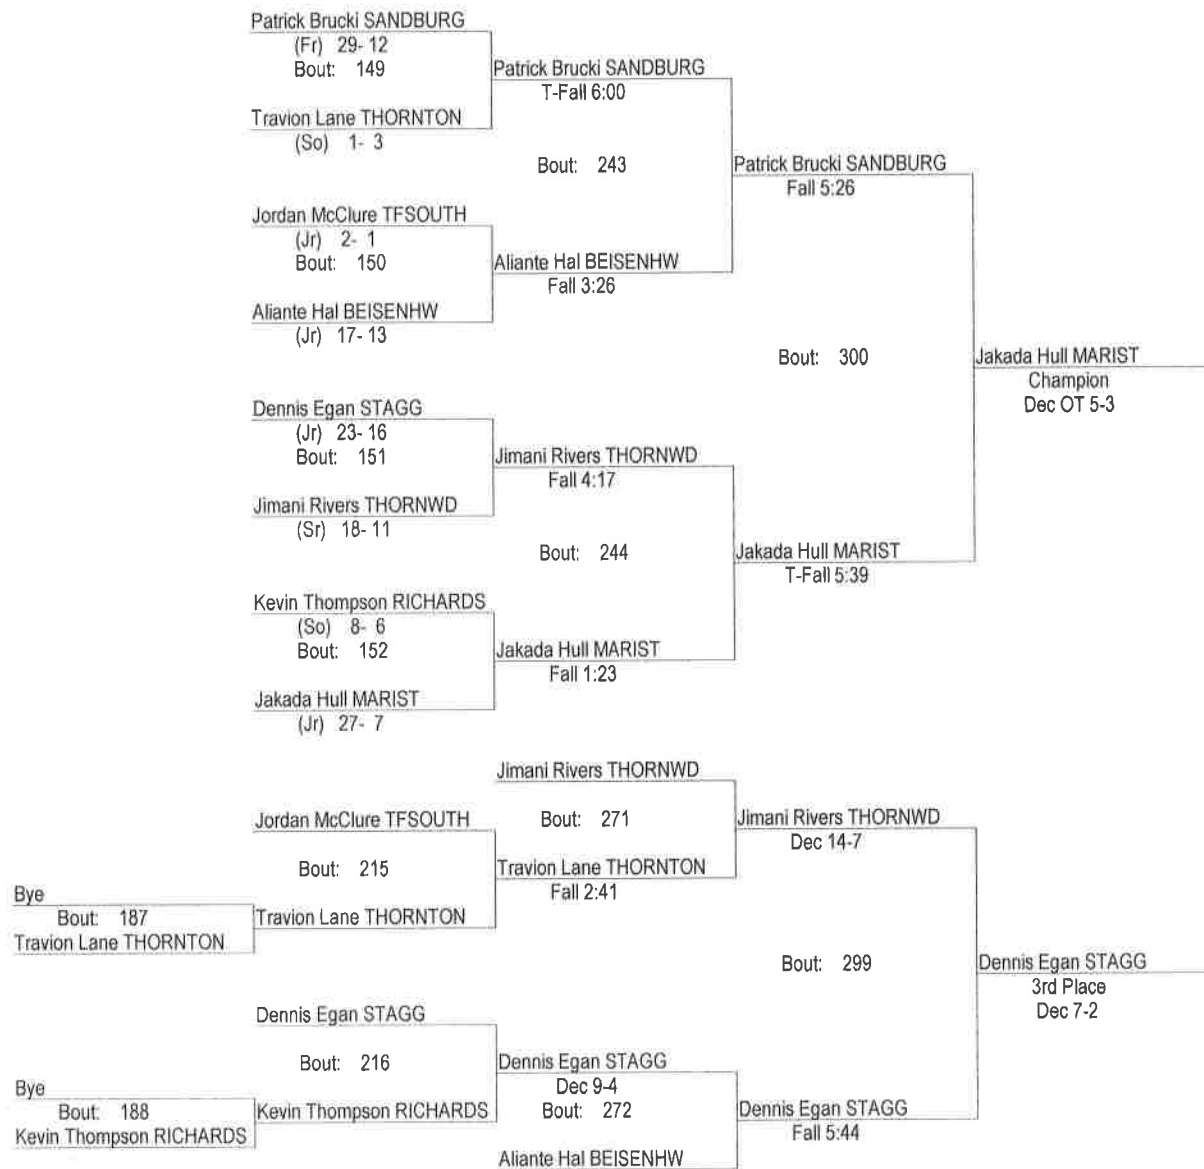 Patrick Brucki SANDBURG
(Fr) 29- 12
Bout: 149
Travion Lane THORNTON
(So) 1- 3
Patrick Brucki SANDBURG
T-Fall 6:00
Bout: 243
Jordan McClure TFSOUTH
(Jr) 2- 1
Bout: 150
Aliante Hal BEISENHW
(Jr) 17- 13
Aliante Hal BEISENHW
Fall 3:26
Patrick Brucki SANDBURG
Fall 5:26
Bout: 300
Jakada Hull MARIST
Champion
Dec OT 5-3
Dennis Egan STAGG
(Jr) 23- 16
Bout: 151
Jimani Rivers THORNWD
(Sr) 18- 11
Jimani Rivers THORNWD
Fall 4:17
Bout: 244
Jakada Hull MARIST
T-Fall 5:39
Kevin Thompson RICHARDS
(So) 8- 6
Bout: 152
Jakada Hull MARIST
(Jr) 27- 7
Jakada Hull MARIST
Fall 1:23
Jimani Rivers THORNWD
Bout: 271
Jordan McClure TFSOUTH
Bout: 215
Travion Lane THORNTON
Bye
Bout: 187
Travion Lane THORNTON
Travion Lane THORNTON
Fall 2:41
Jimani Rivers THORNWD
Dec 14-7
Bout: 299
Dennis Egan STAGG
3rd Place
Dec 7-2
Dennis Egan STAGG
Bout: 216
Bye
Bout: 188
Kevin Thompson RICHARDS
Kevin Thompson RICHARDS
Dennis Egan STAGG
Dec 9-4
Bout: 272
Aliante Hal BEISENHW
Dennis Egan STAGG
Fall 5:44